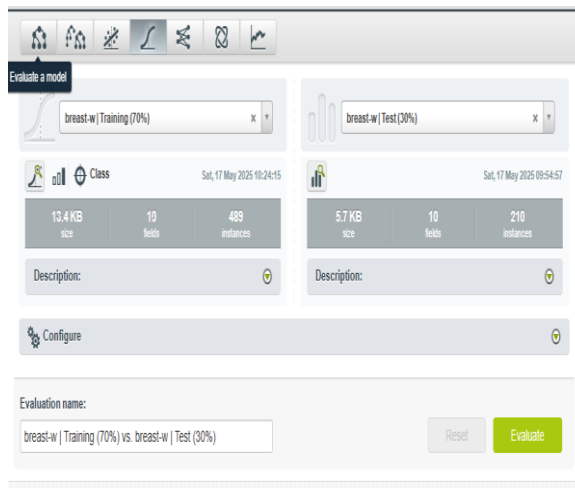 Evaluate a model
breast-w | Training (70%) x
breast-w | Test (30%) x
Class Sat, 17 May 2025 10:24:15
Sat, 17 May 2025 09:54:57
13.4 KB 10 489
size fields instances
5.7 KB 10 210
size fields instances
Description:
Description:
Configure
Evaluation name:
breast-w | Training (70%) vs. breast-w | Test (30%)
Reset Evaluate